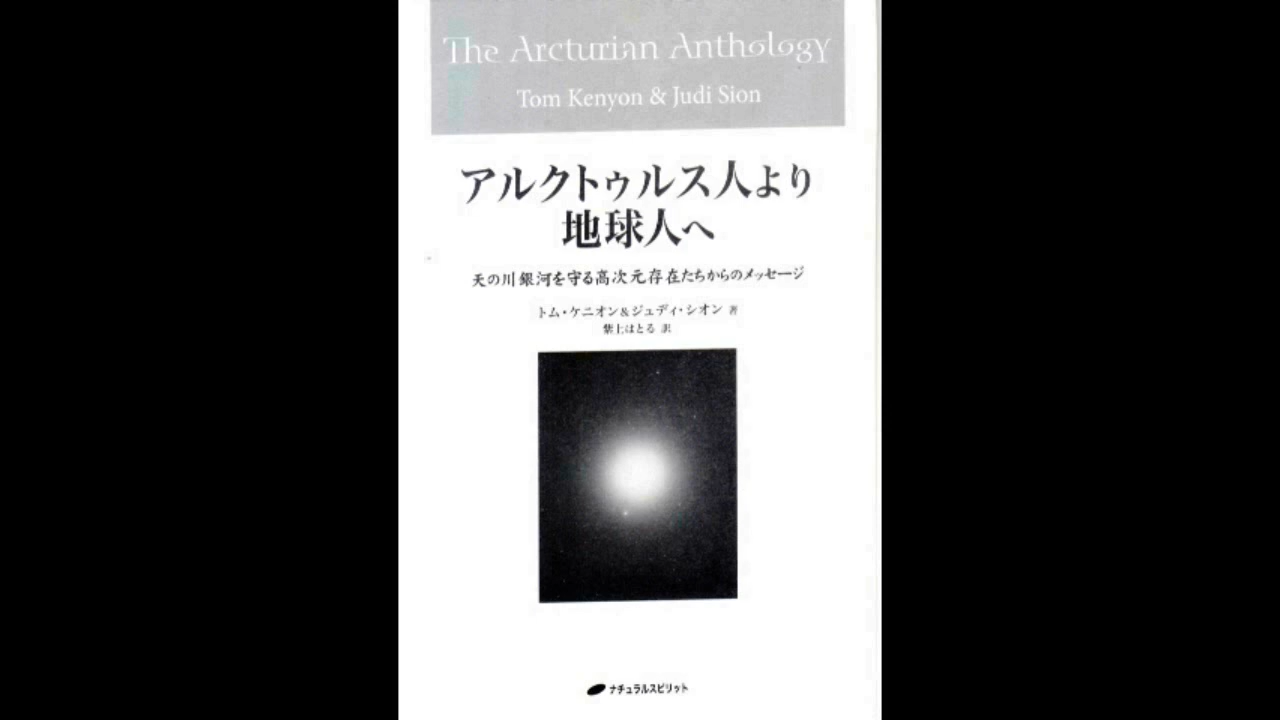 The Arcturian Anthology
Tom Kenyon & Judi Sion
アルクトゥルス人より
地球人へ
天の川銀河を守る高次元存在たちからのメッセージ
トム・ケニオン&ジュディ・シオン 著
紫上はとる 訳
ナチュラルスピリット